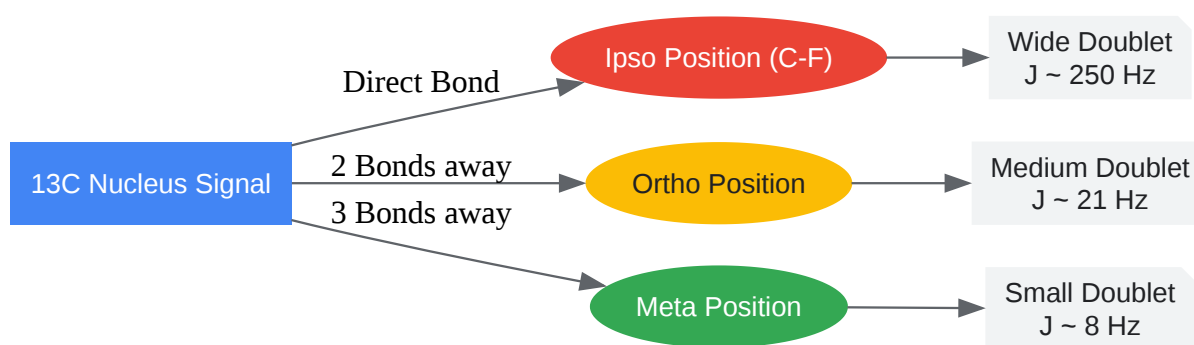 Direct Bond
Ipso Position (C-F)
Wide Doublet
J ~ 250 Hz
13C Nucleus Signal
2 Bonds away
Ortho Position
Medium Doublet
J ~ 21 Hz
3 Bonds away
Meta Position
Small Doublet
J ~ 8 Hz